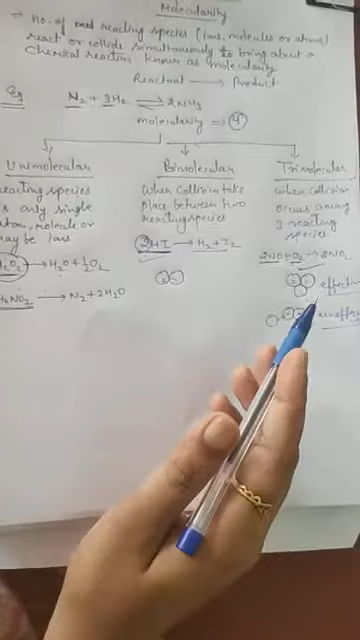 Molecularity
⇒ No. of reacting species (ions, molecules or atoms)
react or collide simultaneously to bring about a
Chemical reaction known as molecularity
Reactant ⟶ Product
Eg N₂ + 3H₂ ⇌ 2NH₃
molecularity ⇒ 4
Unimolecular
reacting species
is only single
atom, molecule or
may be ions
H₂O₂ → H₂O + ½O₂
NH₄NO₂ → N₂ + 2H₂O
Bimolecular
When collision take
place between two
reacting species
2HI → H₂ + I₂
Trimolecular
when collision
occurs among
3 reacting
species
2NO + O₂ → 2NO₂